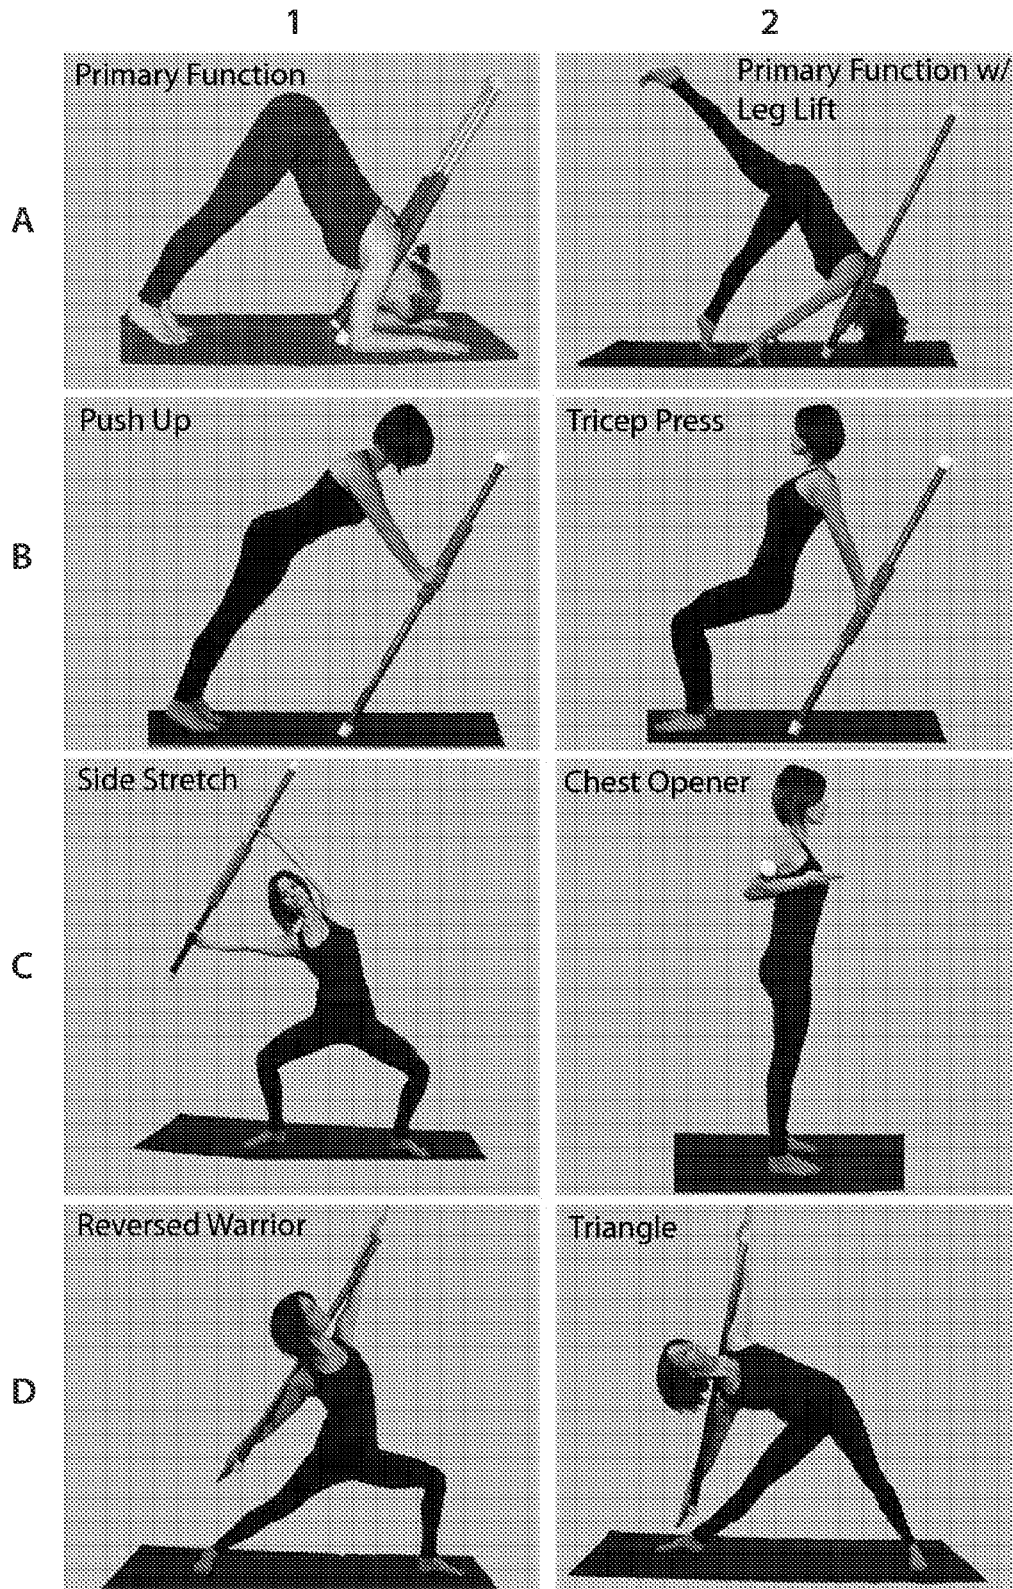 1 2
A
Primary Function
Primary Function w/
Leg Lift
B
Push Up
Tricep Press
C
Side Stretch
Chest Opener
D
Reversed Warrior
Triangle